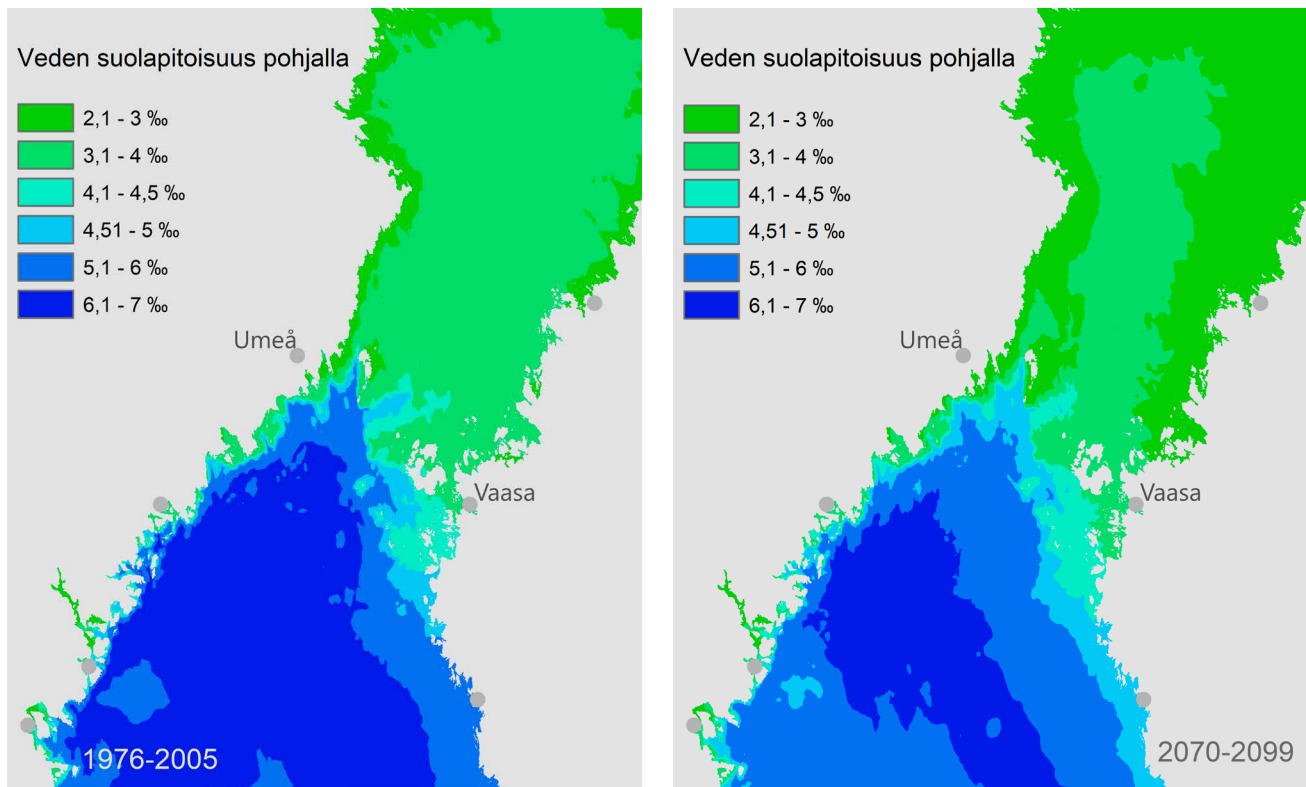 Veden suolapitoisuus pohjalla
2,1 - 3 ‰
3,1 - 4 ‰
4,1 - 4,5 ‰
4,51 - 5 ‰
5,1 - 6 ‰
6,1 - 7 ‰
Umeå
Vaasa
1976-2005
Veden suolapitoisuus pohjalla
2,1 - 3 ‰
3,1 - 4 ‰
4,1 - 4,5 ‰
4,51 - 5 ‰
5,1 - 6 ‰
6,1 - 7 ‰
Umeå
Vaasa
2070-2099